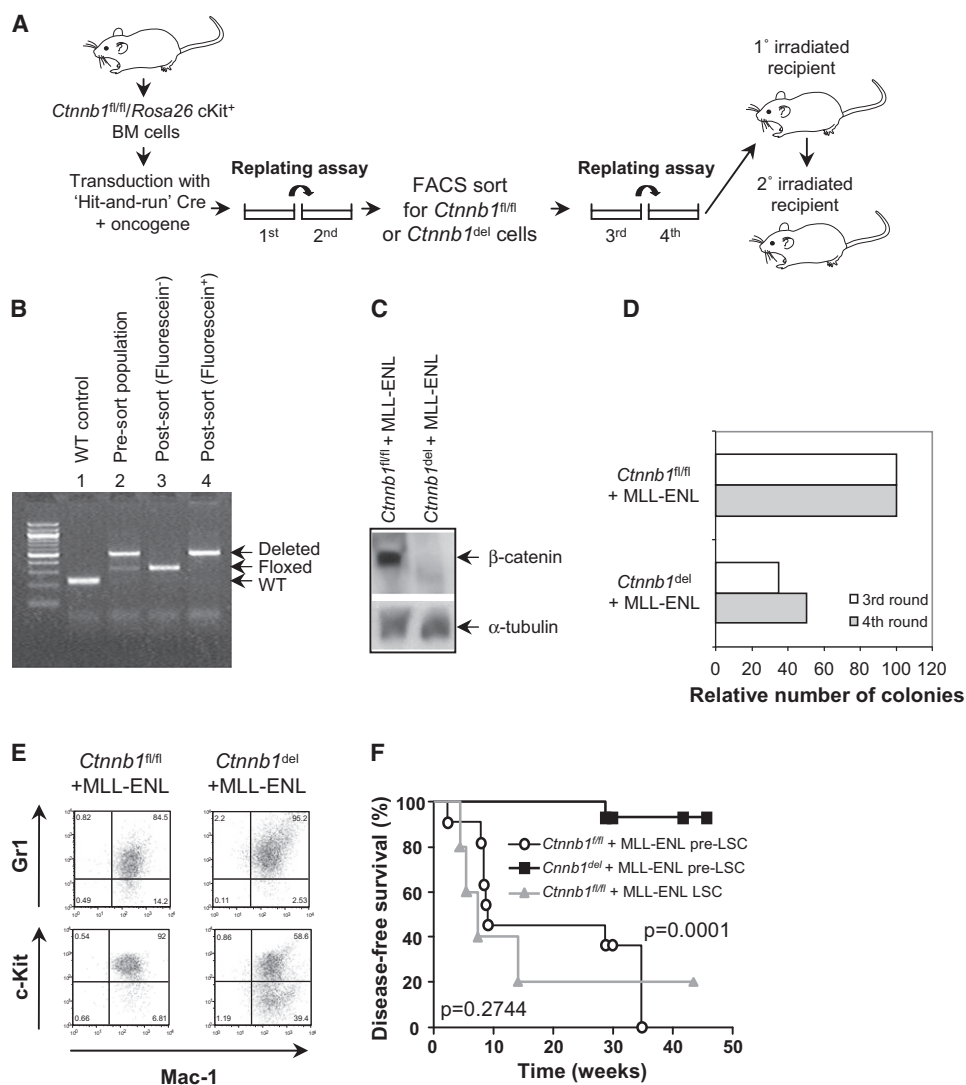 A
Ctnnb1fl/fl/Rosa26 cKit+
BM cells
Transduction with
'Hit-and-run' Cre
+ oncogene
Replating assay
1st
2nd
FACS sort
for Ctnnb1fl/fl
or Ctnnb1del cells
Replating assay
3rd
4th
1° irradiated
recipient
2° irradiated
recipient
B
WT control
Pre-sort population
Post-sort (Fluorescein-)
Post-sort (Fluorescein+)
1 2 3 4
Deleted
Floxed
WT
C
Ctnnb1fl/fl + MLL-ENL
Ctnnb1del + MLL-ENL
β-catenin
α-tubulin
D
Ctnnb1fl/fl
+ MLL-ENL
Ctnnb1del
+ MLL-ENL
3rd round
4th round
0 20 40 60 80 100 120
Relative number of colonies
E
Ctnnb1fl/fl
+MLL-ENL
Ctnnb1del
+MLL-ENL
Gr1
0.82 84.5
0.49 14.2
2.2 95.2
0.11 2.53
c-Kit
0.54 92
0.66 6.81
0.86 58.6
1.19 39.4
Mac-1
F
Disease-free survival (%)
100
80
60
40
20
0
Ctnnb1f/fl + MLL-ENL pre-LSC
Cnnb1del + MLL-ENL pre-LSC
Ctnnb1fl/fl + MLL-ENL LSC
p=0.0001
p=0.2744
0 10 20 30 40 50
Time (weeks)